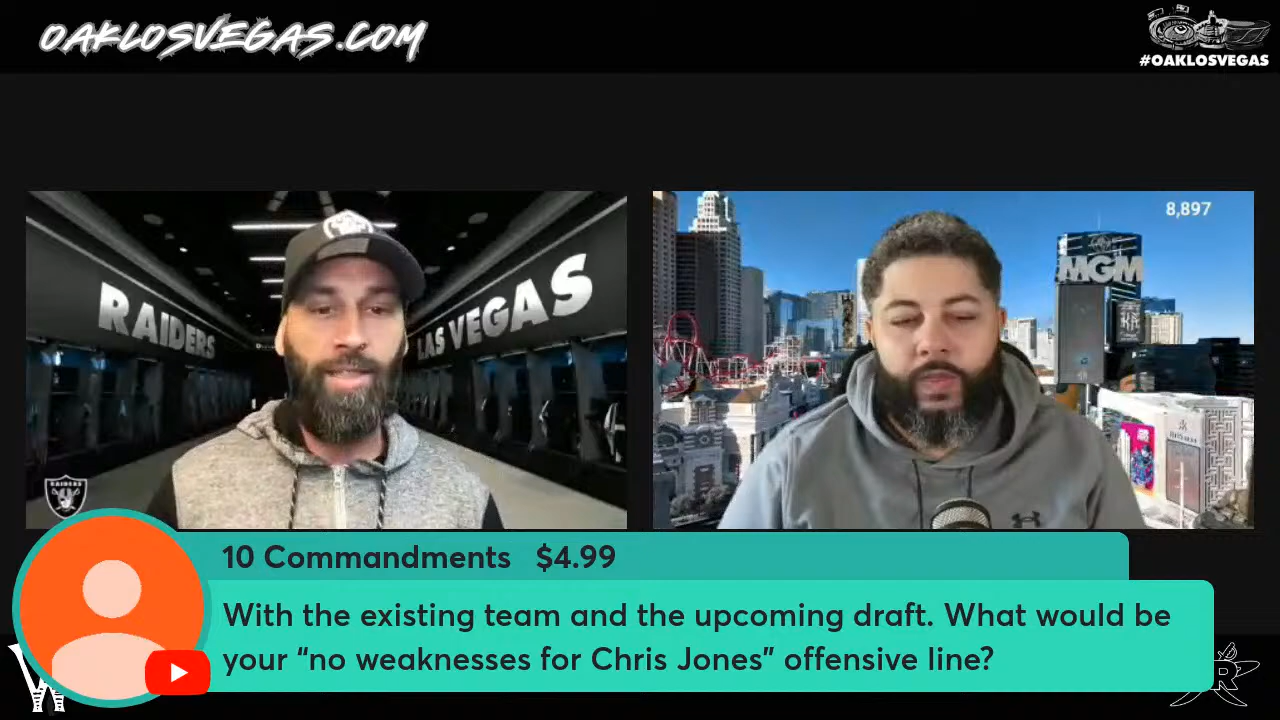 OAKLOSVEGAS.COM
#OAKLOSVEGAS
RAIDERS
LAS VEGAS
RAIDERS
8,897
MGM
10 Commandments $4.99
With the existing team and the upcoming draft. What would be
your “no weaknesses for Chris Jones” offensive line?
R